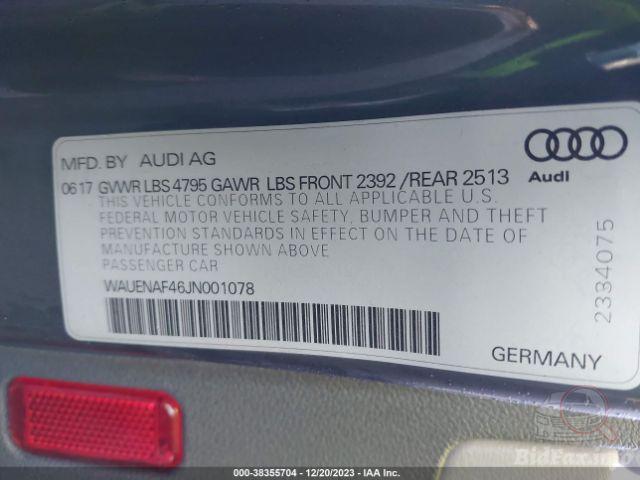 MFD. BY AUDI AG
Audi
0617 GVWR LBS 4795 GAWR LBS FRONT 2392 /REAR 2513
THIS VEHICLE CONFORMS TO ALL APPLICABLE U.S.
FEDERAL MOTOR VEHICLE SAFETY, BUMPER AND THEFT
PREVENTION STANDARDS IN EFFECT ON THE DATE OF
MANUFACTURE SHOWN ABOVE
PASSENGER CAR
WAUENAF46JN001078
2334075
GERMANY
BidFax.info
000-38355704 - 12/20/2023 - IAA Inc.